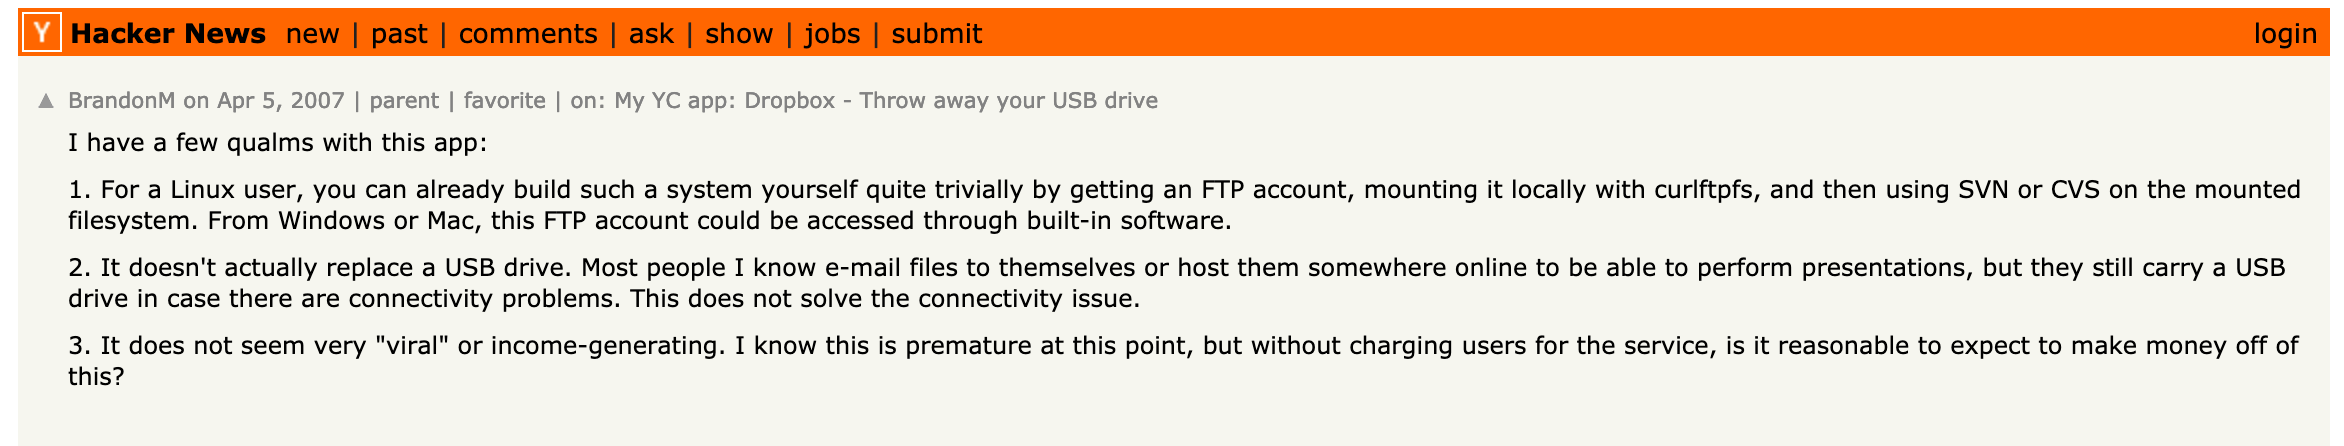 Y Hacker News new | past | comments | ask | show | jobs | submit login
▲ BrandonM on Apr 5, 2007 | parent | favorite | on: My YC app: Dropbox - Throw away your USB drive
I have a few qualms with this app:
1. For a Linux user, you can already build such a system yourself quite trivially by getting an FTP account, mounting it locally with curlftpfs, and then using SVN or CVS on the mounted
filesystem. From Windows or Mac, this FTP account could be accessed through built-in software.
2. It doesn't actually replace a USB drive. Most people I know e-mail files to themselves or host them somewhere online to be able to perform presentations, but they still carry a USB
drive in case there are connectivity problems. This does not solve the connectivity issue.
3. It does not seem very "viral" or income-generating. I know this is premature at this point, but without charging users for the service, is it reasonable to expect to make money off of
this?